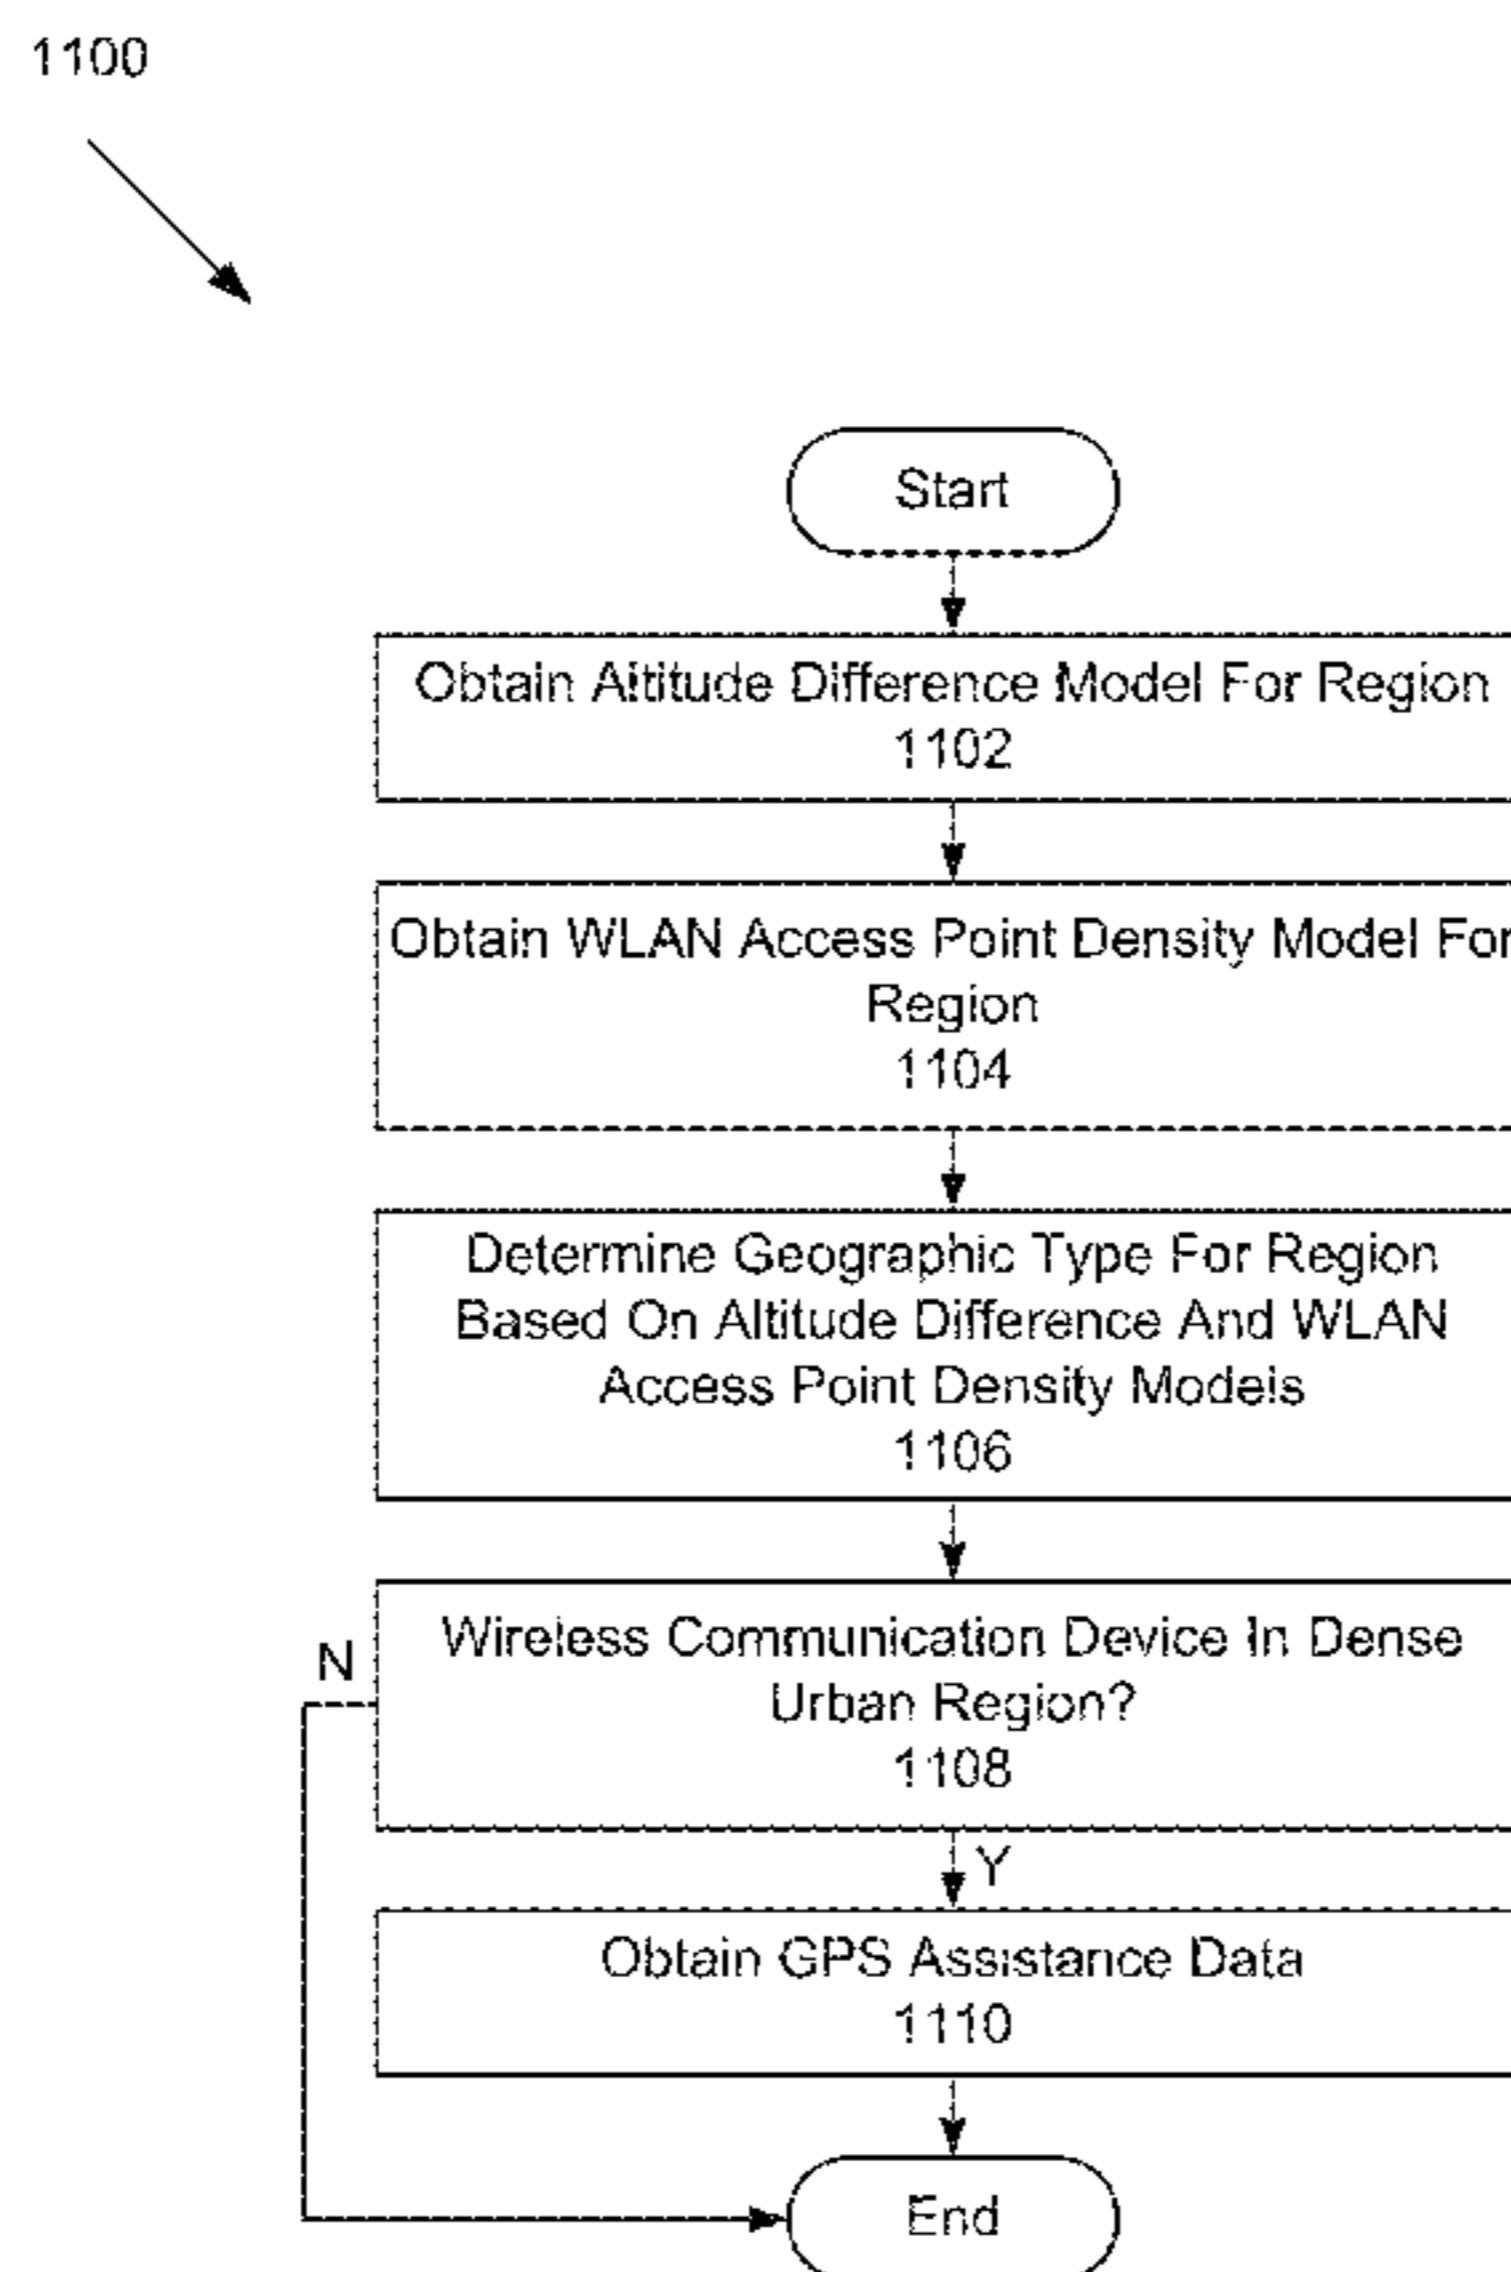 1100
Start
Obtain Altitude Difference Model For Region
1102
Obtain WLAN Access Point Density Model For
Region
1104
Determine Geographic Type For Region
Based On Altitude Difference And WLAN
Access Point Density Models
1106
Wireless Communication Device In Dense
Urban Region?
1108
N
Y
Obtain GPS Assistance Data
1110
End